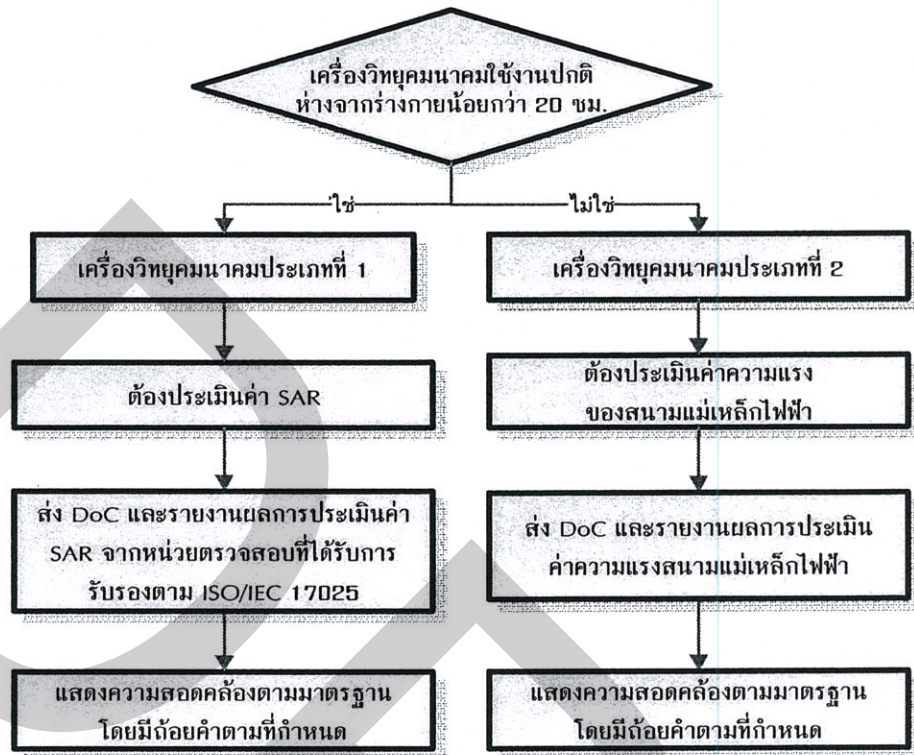 เครื่องวิทยุคมนาคมใช้งานปกติ
ห่างจากร่างกายน้อยกว่า 20 ซม.
ใช่
ไม่ใช่
เครื่องวิทยุคมนาคมประเภทที่ 1
เครื่องวิทยุคมนาคมประเภทที่ 2
ต้องประเมินค่า SAR
ต้องประเมินค่าความแรง
ของสนามแม่เหล็กไฟฟ้า
ส่ง DoC และรายงานผลการประเมินค่า
SAR จากหน่วยตรวจสอบที่ได้รับการ
รับรองตาม ISO/IEC 17025
ส่ง DoC และรายงานผลการประเมิน
ค่าความแรงสนามแม่เหล็กไฟฟ้า
แสดงความสอดคล้องตามมาตรฐาน
โดยมีถ้อยคำตามที่กำหนด
แสดงความสอดคล้องตามมาตรฐาน
โดยมีถ้อยคำตามที่กำหนด